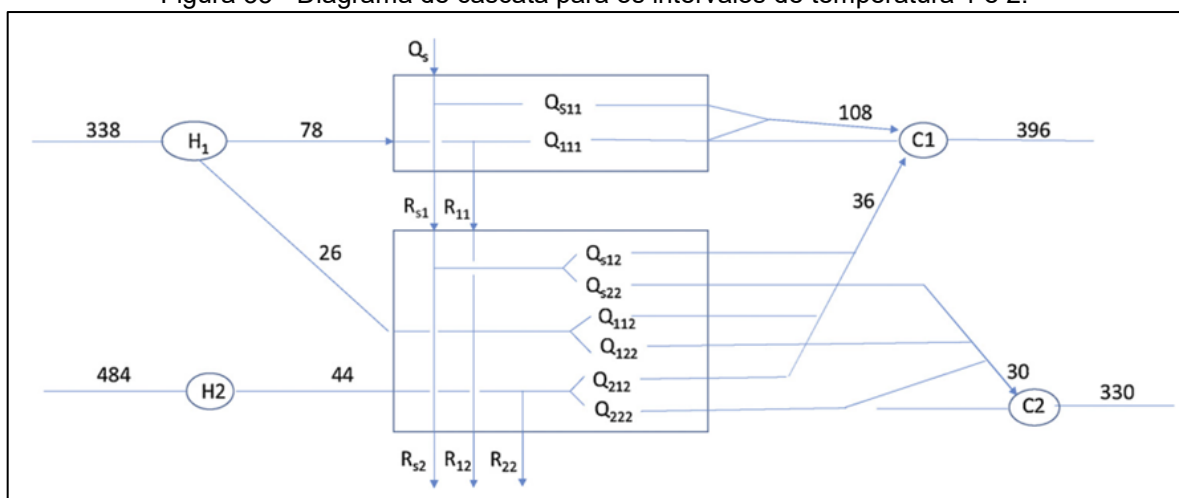 Figura 38 - Diagrama de cascata para os intervalos de temperatura 1 e 2.
Qs
QS11
108
338
H1
78
Q111
C1
396
Rs1
R11
36
26
Qs12
Qs22
Q112
Q122
484
H2
44
Q212
Q222
30
C2
330
Rs2
R12
R22